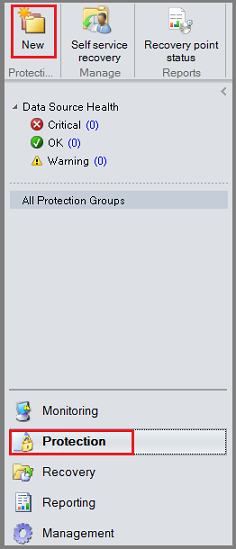 New
Self service recovery
Recovery point status
Protecti...
Manage
Reports
Data Source Health
Critical (0)
OK (0)
Warning (0)
All Protection Groups
Monitoring
Protection
Recovery
Reporting
Management